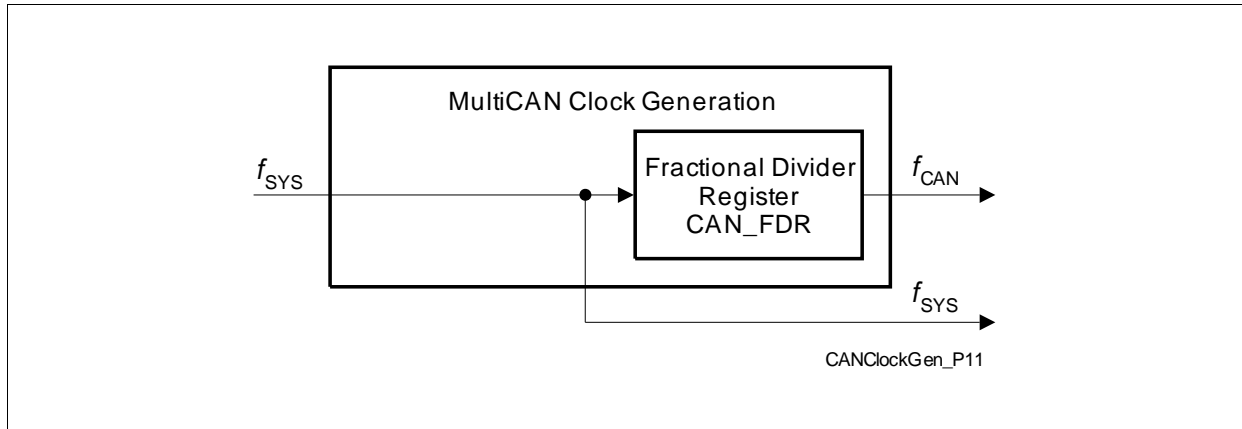 MultiCAN Clock Generation
fSYS
Fractional Divider
Register
CAN_FDR
fCAN
fSYS
CANClockGen_P11